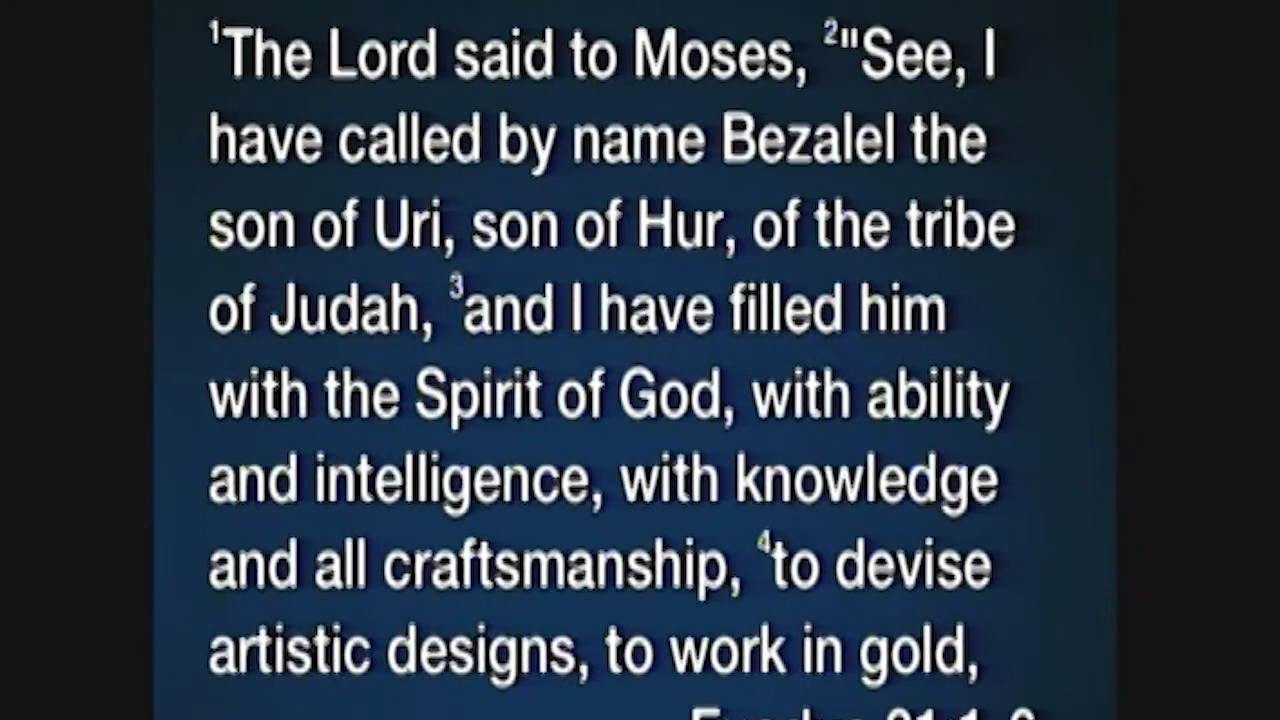 ¹The Lord said to Moses, ²"See, I
have called by name Bezalel the
son of Uri, son of Hur, of the tribe
of Judah, ³and I have filled him
with the Spirit of God, with ability
and intelligence, with knowledge
and all craftsmanship, ⁴to devise
artistic designs, to work in gold,